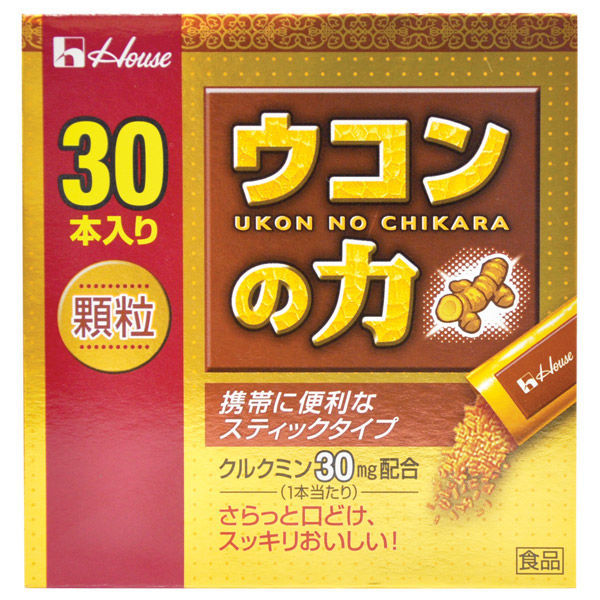 House
30
本入り
顆粒
ウコン
UKON NO CHIKARA
の力
House
携帯に便利な
スティックタイプ
クルクミン30mg配合
(1本当たり)
さらっと口どけ、
スッキリおいしい!
食品